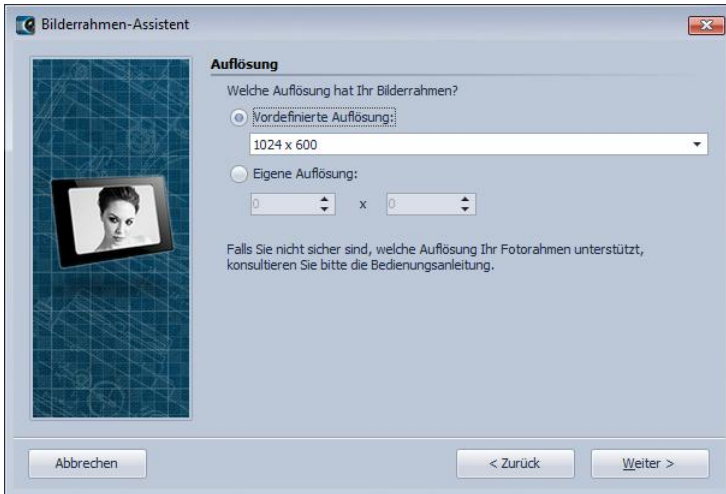 Bilderrahmen-Assistent
Auflösung
Welche Auflösung hat Ihr Bilderrahmen?
Vordefinierte Auflösung:
1024 x 600
Eigene Auflösung:
0 x 0
Falls Sie nicht sicher sind, welche Auflösung Ihr Fotorahmen unterstützt,
konsultieren Sie bitte die Bedienungsanleitung.
Abbrechen < Zurück Weiter >